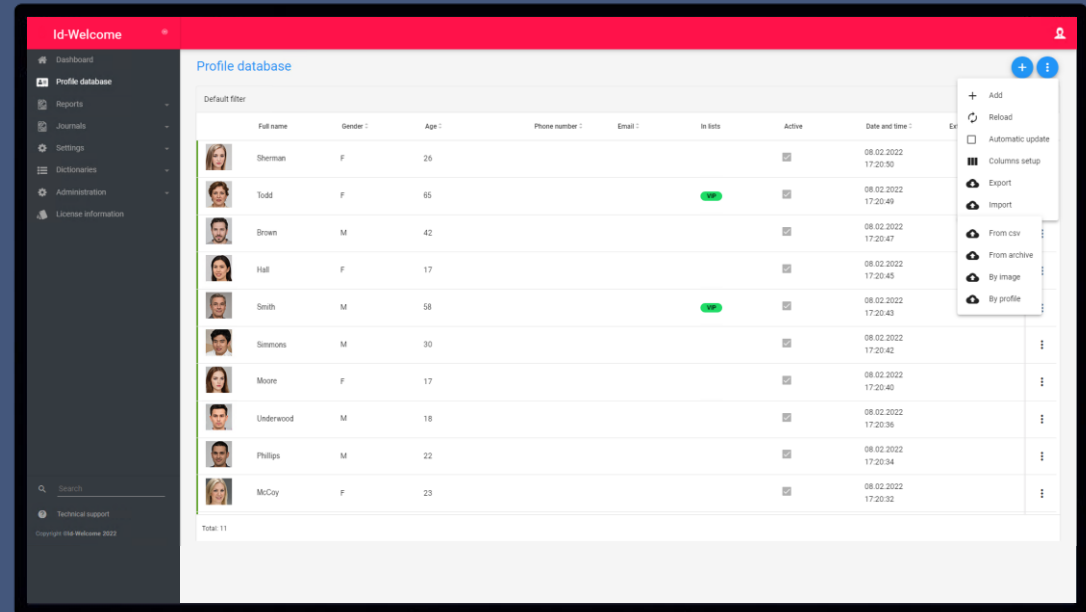 Id-Welcome
Dashboard
Profile database
Reports
Journals
Settings
Dictionaries
Administration
License information
Search
Technical support
Copyright ©Id-Welcome 2022
Profile database
Default filter
Full name Gender Age Phone number Email In lists Active Date and time
Sherman F 26 08.02.2022
17:20:50
Todd F 65 VIP 08.02.2022
17:20:49
Brown M 42 08.02.2022
17:20:47
Hall F 17 08.02.2022
17:20:45
Smith M 58 VIP 08.02.2022
17:20:43
Simmons M 30 08.02.2022
17:20:42
Moore F 17 08.02.2022
17:20:40
Underwood M 18 08.02.2022
17:20:36
Phillips M 22 08.02.2022
17:20:34
McCoy F 23 08.02.2022
17:20:32
Total: 11
Add
Reload
Automatic update
Columns setup
Export
Import
From csv
From archive
By image
By profile